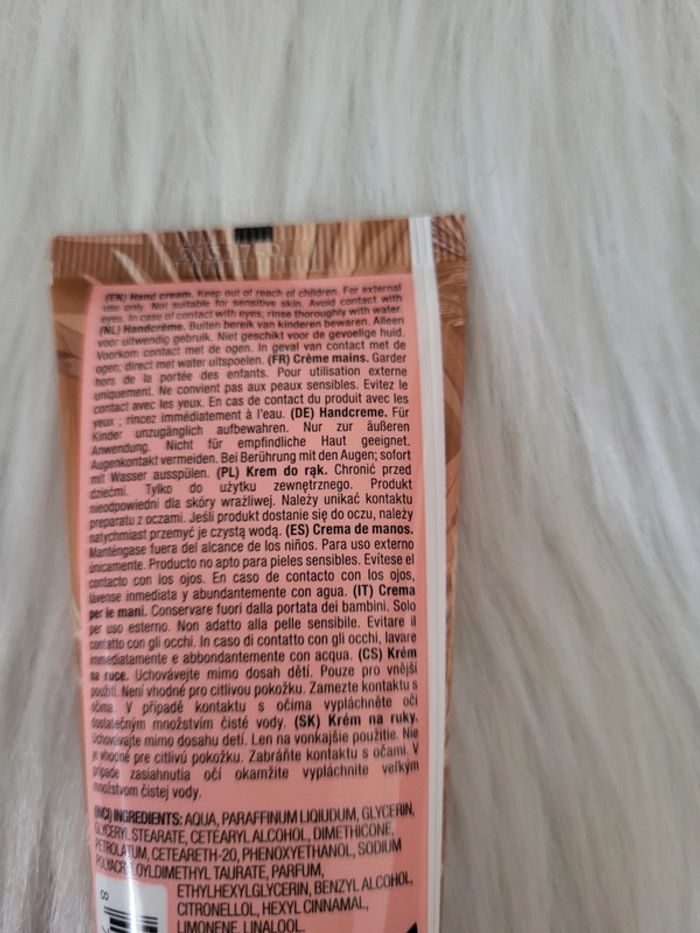 (EN) Hand cream. Keep out of reach of children. For external
use only. Not suitable for sensitive skin. Avoid contact with
eyes. In case of contact with eyes; rinse thoroughly with water.
(NL) Handcrème. Buiten bereik van kinderen bewaren. Alleen
voor uitwendig gebruik. Niet geschikt voor de gevoelige huid.
Voorkom contact met de ogen. In geval van contact met de
ogen; direct met water uitspoelen. (FR) Crème mains. Garder
hors de la portée des enfants. Pour utilisation externe
uniquement. Ne convient pas aux peaux sensibles. Evitez le
contact avec les yeux. En cas de contact du produit avec les
yeux ; rincez immédiatement à l'eau. (DE) Handcreme. Für
Kinder unzugänglich aufbewahren. Nur zur äußeren
Anwendung. Nicht für empfindliche Haut geeignet.
Augenkontakt vermeiden. Bei Berührung mit den Augen; sofort
mit Wasser ausspülen. (PL) Krem do rąk. Chronić przed
dziećmi. Tylko do użytku zewnętrznego. Produkt
nieodpowiedni dla skóry wrażliwej. Należy unikać kontaktu
preparatu z oczami. Jeśli produkt dostanie się do oczu, należy
natychmiast przemyć je czystą wodą. (ES) Crema de manos.
Manténgase fuera del alcance de los niños. Para uso externo
únicamente. Producto no apto para pieles sensibles. Evítese el
contacto con los ojos. En caso de contacto con los ojos,
lávense inmediata y abundantemente con agua. (IT) Crema
per le mani. Conservare fuori dalla portata dei bambini. Solo
per uso esterno. Non adatto alla pelle sensibile. Evitare il
contatto con gli occhi. In caso di contatto con gli occhi, lavare
immediatamente e abbondantemente con acqua. (CS) Krém
na ruce. Uchovávejte mimo dosah dětí. Pouze pro vnější
použití. Není vhodné pro citlivou pokožku. Zamezte kontaktu s
očima. V případě kontaktu s očima vypláchněte oči
dostatečným množstvím čisté vody. (SK) Krém na ruky.
Uchovávajte mimo dosahu detí. Len na vonkajšie použitie. Nie
je vhodné pre citlivú pokožku. Zabráňte kontaktu s očami. V
prípade zasiahnutia očí okamžite vypláchnite veľkým
množstvom čistej vody.
(INCI) INGREDIENTS: AQUA, PARAFFINUM LIQIUDUM, GLYCERIN,
GLYCERYL STEARATE, CETEARYL ALCOHOL, DIMETHICONE,
PETROLATUM, CETEARETH-20, PHENOXYETHANOL, SODIUM
POLYACRYLOYLDIMETHYL TAURATE, PARFUM,
ETHYLHEXYLGLYCERIN, BENZYL ALCOHOL,
CITRONELLOL, HEXYL CINNAMAL,
LIMONENE, LINALOOL.
8